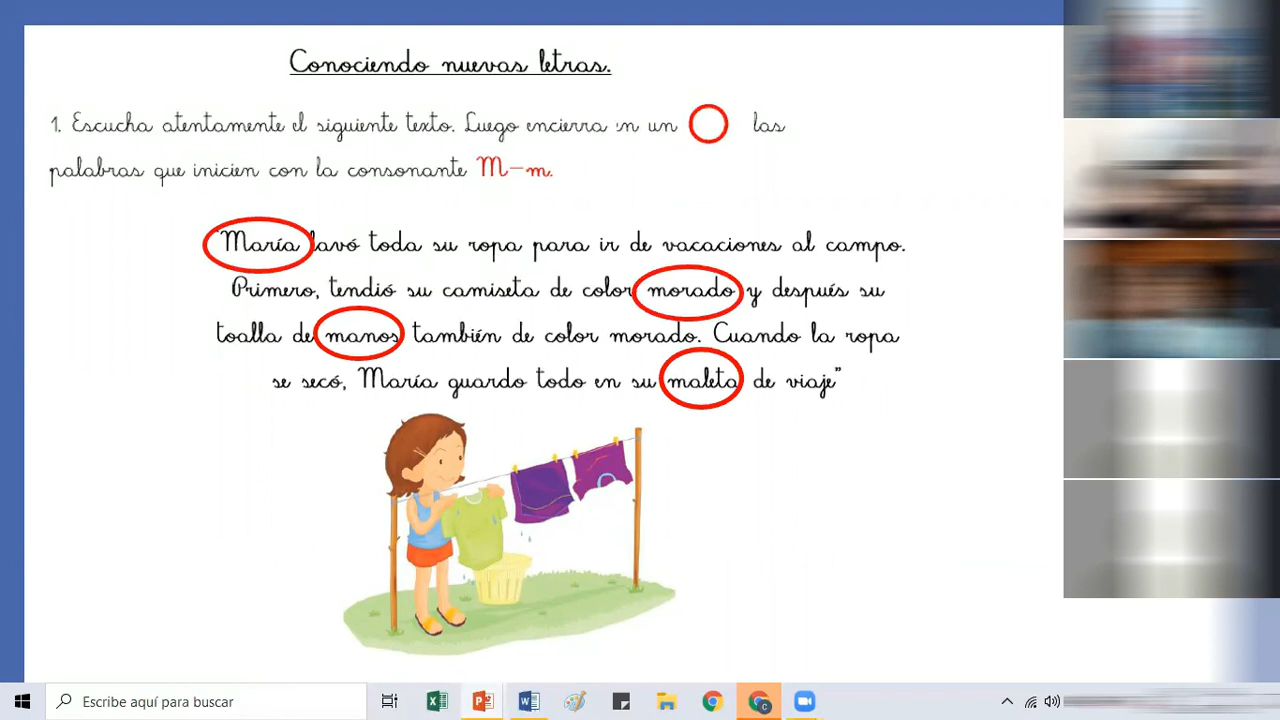 Conociendo nuevas letras.
1. Escucha atentamente el siguiente texto. Luego encierra en un las
palabras que inicien con la consonante M-m.
"María lavó toda su ropa para ir de vacaciones al campo.
Primero, tendió su camiseta de color morado y después su
toalla de manos también de color morado. Cuando la ropa
se secó, María guardo todo en su maleta de viaje"
Escribe aquí para buscar